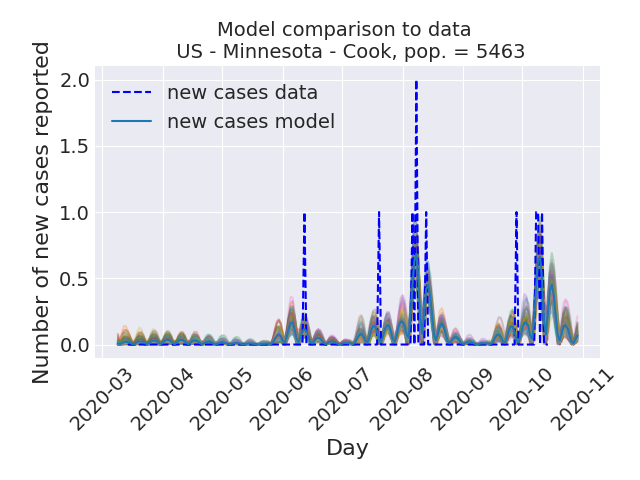 Model comparison to data
US - Minnesota - Cook, pop. = 5463
Number of new cases reported
2.0
1.5
1.0
0.5
0.0
new cases data
new cases model
2020-03
2020-04
2020-05
2020-06
2020-07
2020-08
2020-09
2020-10
2020-11
Day